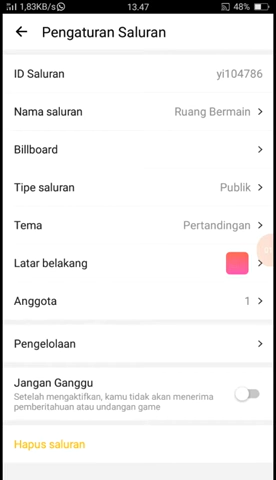 1,83KB/s 13.47 48%
Pengaturan Saluran
ID Saluran yi104786
Nama saluran Ruang Bermain
Billboard
Tipe saluran Publik
Tema Pertandingan
Latar belakang
Anggota 1
Pengelolaan
Jangan Ganggu
Setelah mengaktifkan, kamu tidak akan menerima
pemberitahuan atau undangan game
Hapus saluran